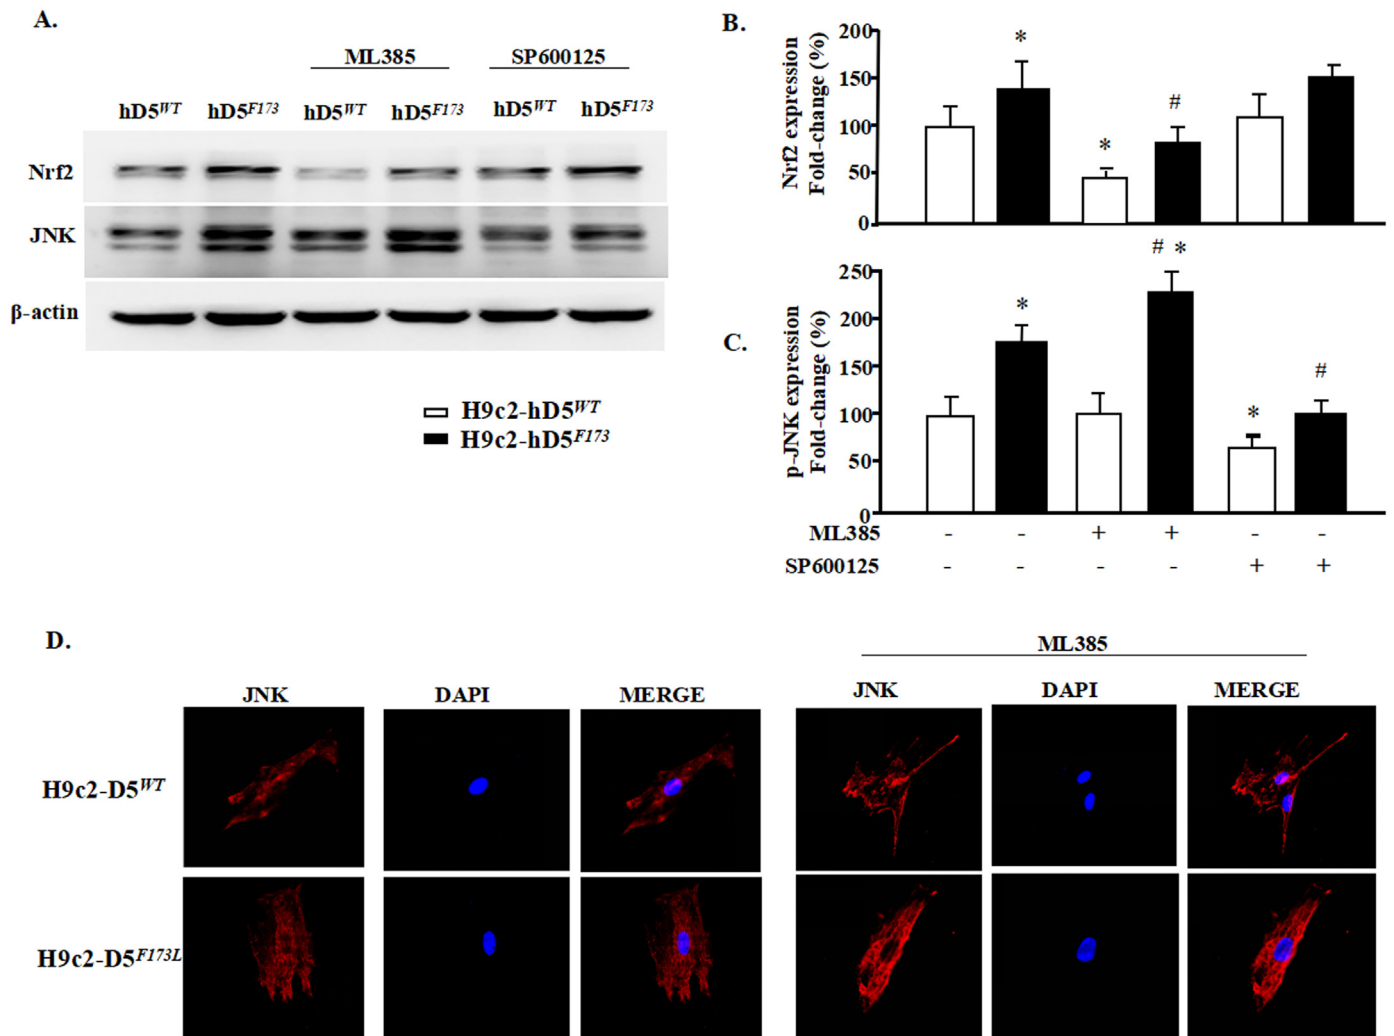 A.
ML385 SP600125
hD5WT hD5F173 hD5WT hD5F173 hD5WT hD5F173
Nrf2
JNK
β-actin
H9c2-hD5WT
H9c2-hD5F173
B.
Nrf2 expression
Fold-change (%)
200
150
100
50
0
* * #
C.
p-JNK expression
Fold-change (%)
250
200
150
100
50
0
* # * * #
ML385 - - + + - -
SP600125 - - - - + +
D.
ML385
JNK DAPI MERGE JNK DAPI MERGE
H9c2-D5WT
H9c2-D5F173L